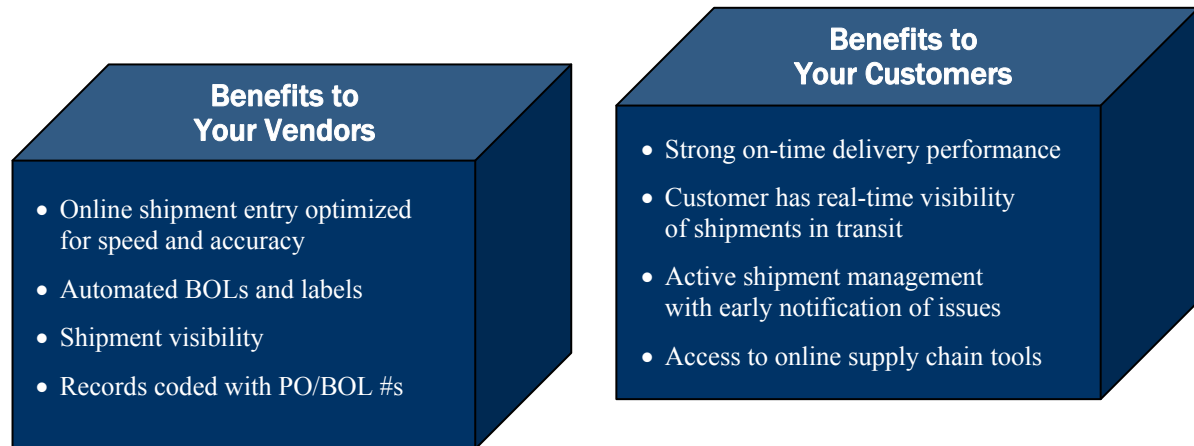 Benefits to
Your Vendors
• Online shipment entry optimized
for speed and accuracy
• Automated BOLs and labels
• Shipment visibility
• Records coded with PO/BOL #s
Benefits to
Your Customers
• Strong on-time delivery performance
• Customer has real-time visibility
of shipments in transit
• Active shipment management
with early notification of issues
• Access to online supply chain tools